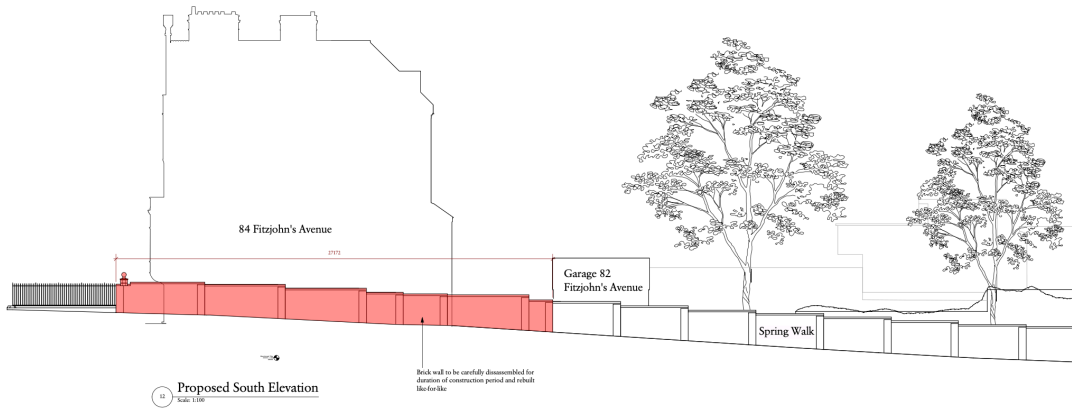 84 Fitzjohn's Avenue
27172
Garage 82
Fitzjohn's Avenue
Spring Walk
Brick wall to be carefully dissassembled for
duration of construction period and rebuilt
like-for-like
12
Proposed South Elevation
Scale: 1:100